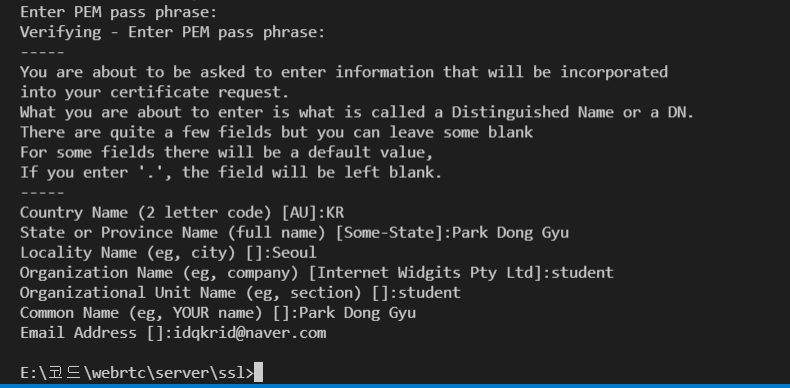 Enter PEM pass phrase:
Verifying - Enter PEM pass phrase:
-----
You are about to be asked to enter information that will be incorporated
into your certificate request.
What you are about to enter is what is called a Distinguished Name or a DN.
There are quite a few fields but you can leave some blank
For some fields there will be a default value,
If you enter '.', the field will be left blank.
-----
Country Name (2 letter code) [AU]:KR
State or Province Name (full name) [Some-State]:Park Dong Gyu
Locality Name (eg, city) []:Seoul
Organization Name (eg, company) [Internet Widgits Pty Ltd]:student
Organizational Unit Name (eg, section) []:student
Common Name (eg, YOUR name) []:Park Dong Gyu
Email Address []:idqkrid@naver.com
E:\코드\webrtc\server\ssl>